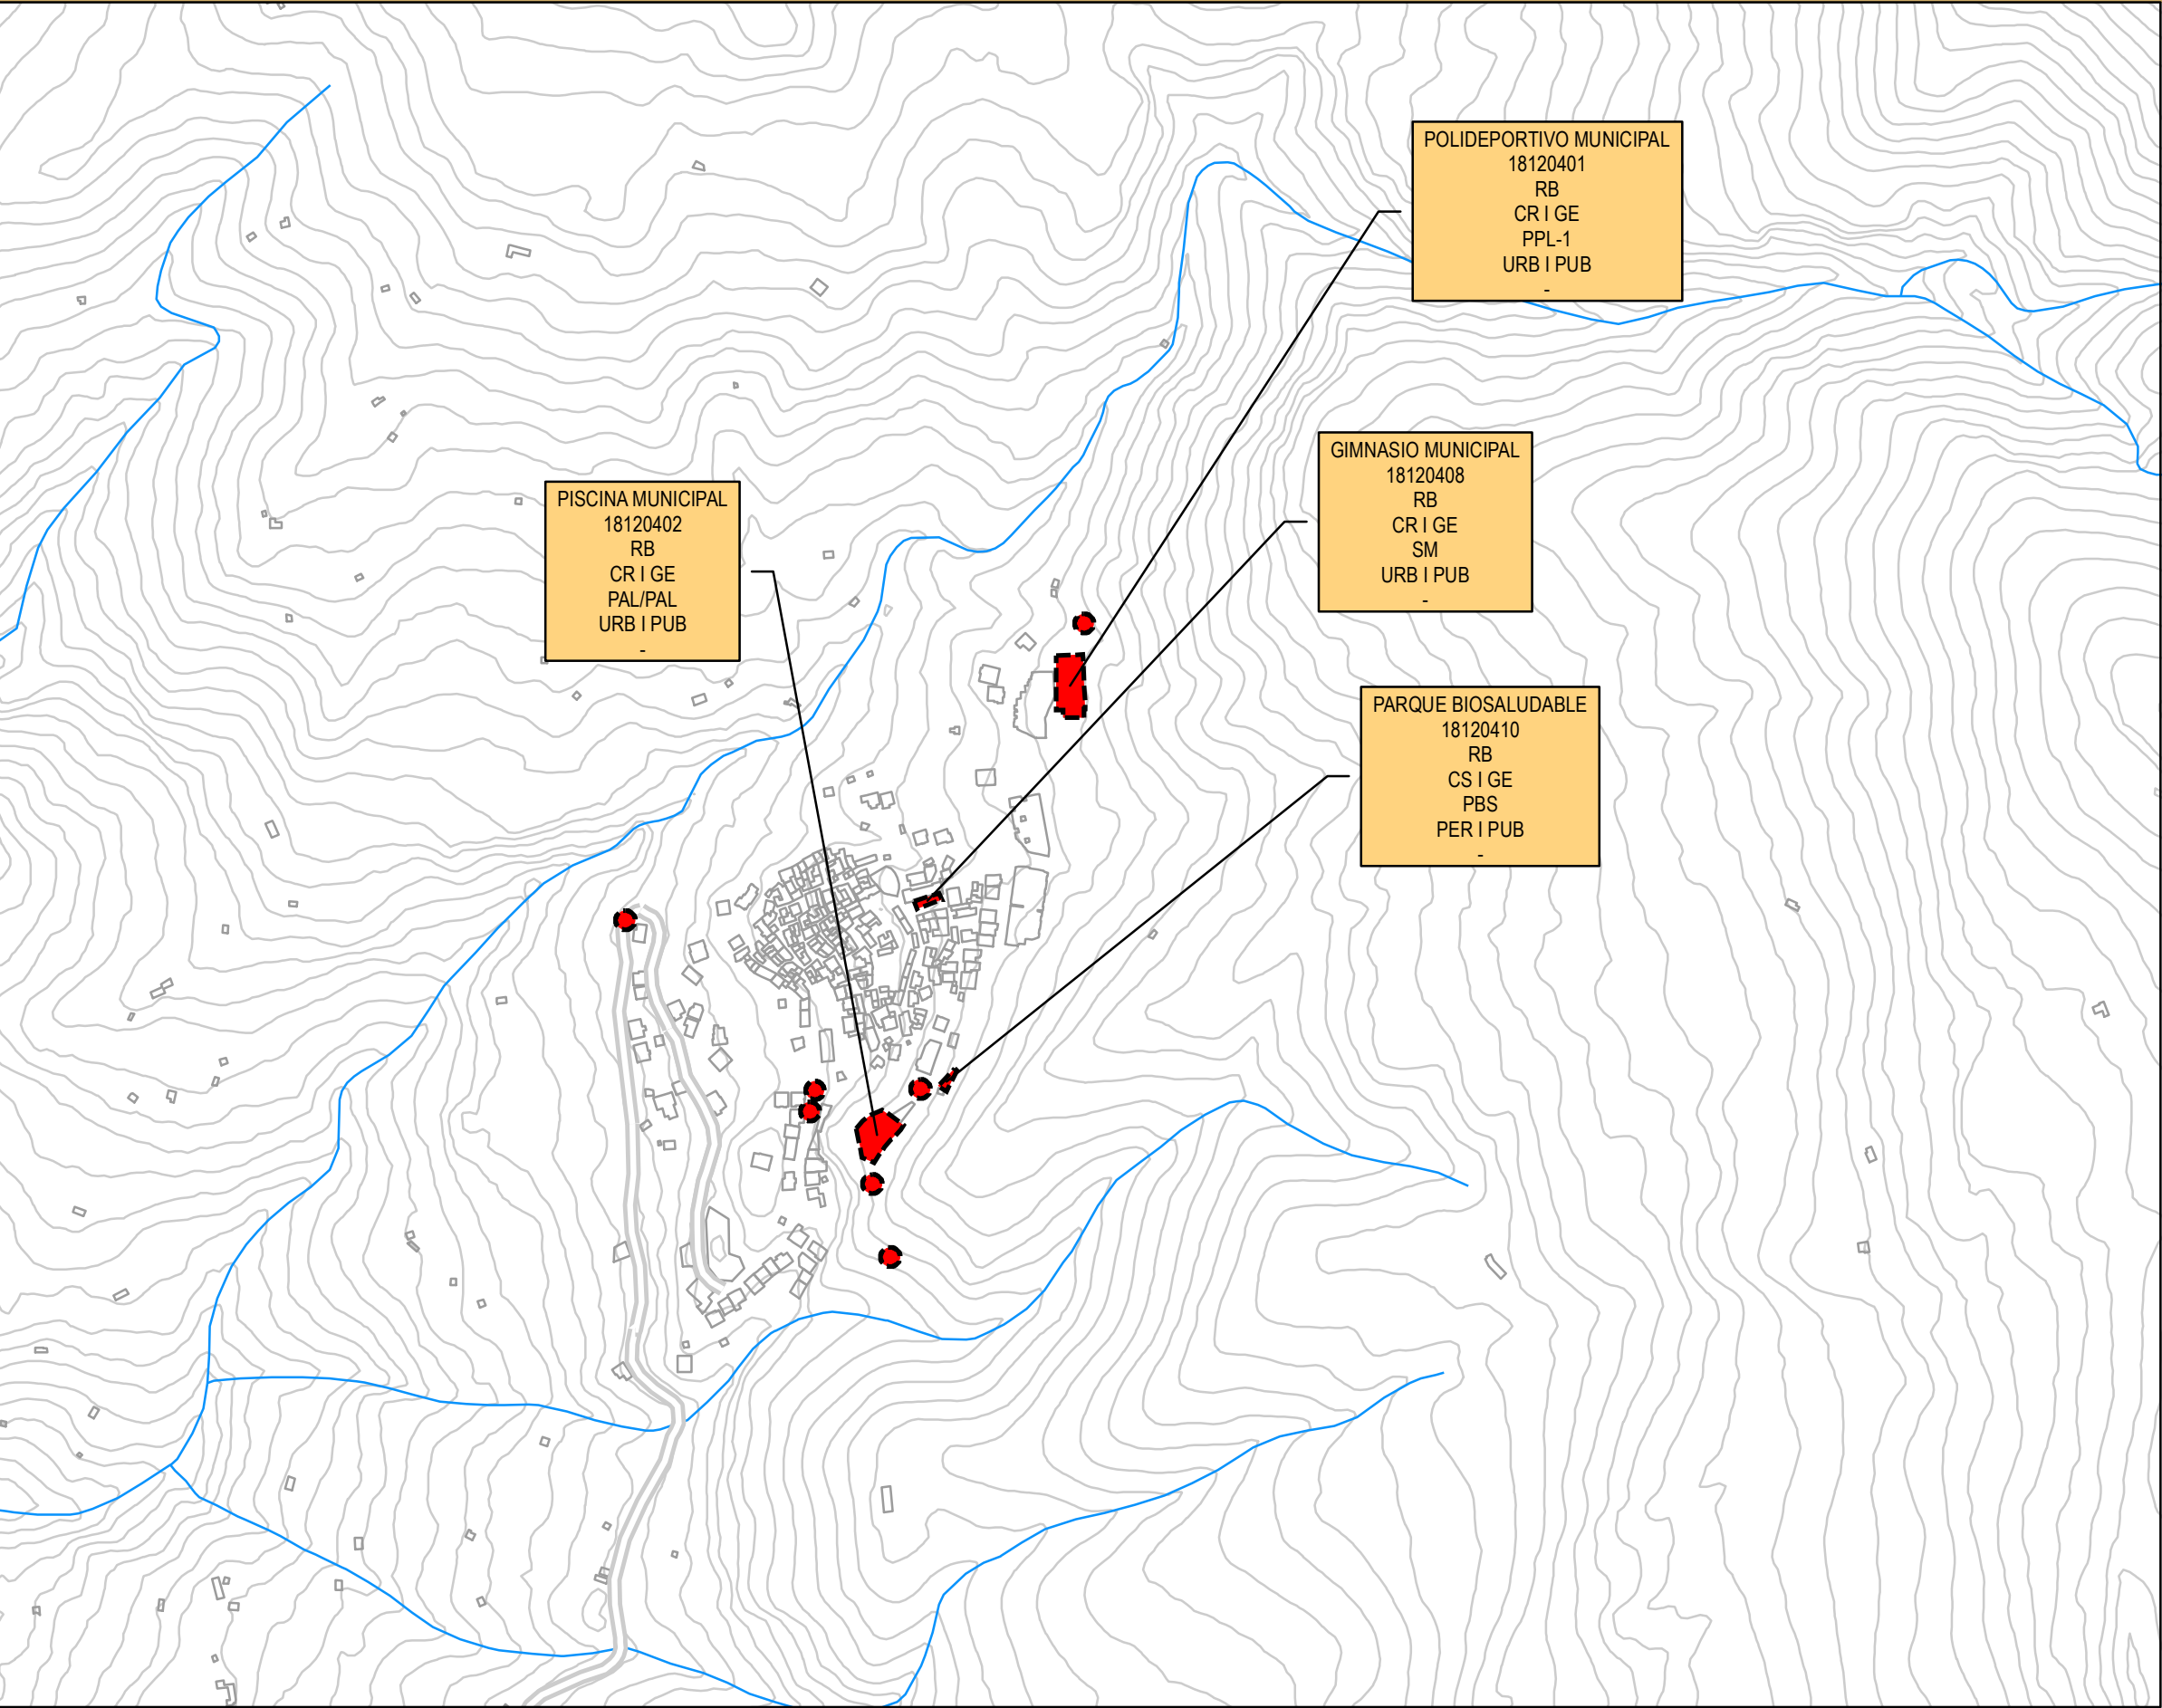 POLIDEPORTIVO MUNICIPAL
18120401
RB
CR I GE
PPL-1
URB I PUB
-
GIMNASIO MUNICIPAL
18120408
RB
CR I GE
SM
URB I PUB
-
PISCINA MUNICIPAL
18120402
RB
CR I GE
PAL/PAL
URB I PUB
-
PARQUE BIOSALUDABLE
18120410
RB
CS I GE
PBS
PER I PUB
-